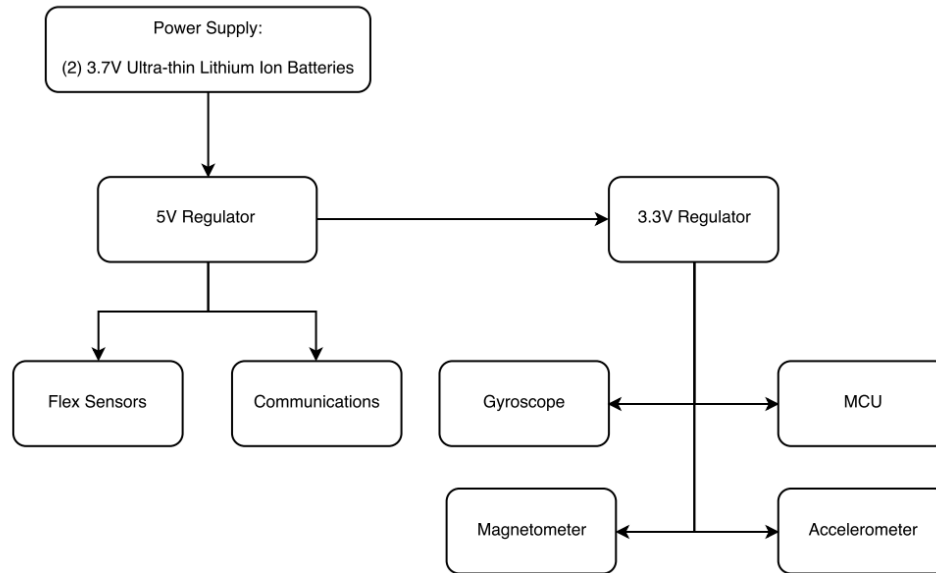 Power Supply:
(2) 3.7V Ultra-thin Lithium Ion Batteries
5V Regulator
3.3V Regulator
Flex Sensors
Communications
Gyroscope
MCU
Magnetometer
Accelerometer